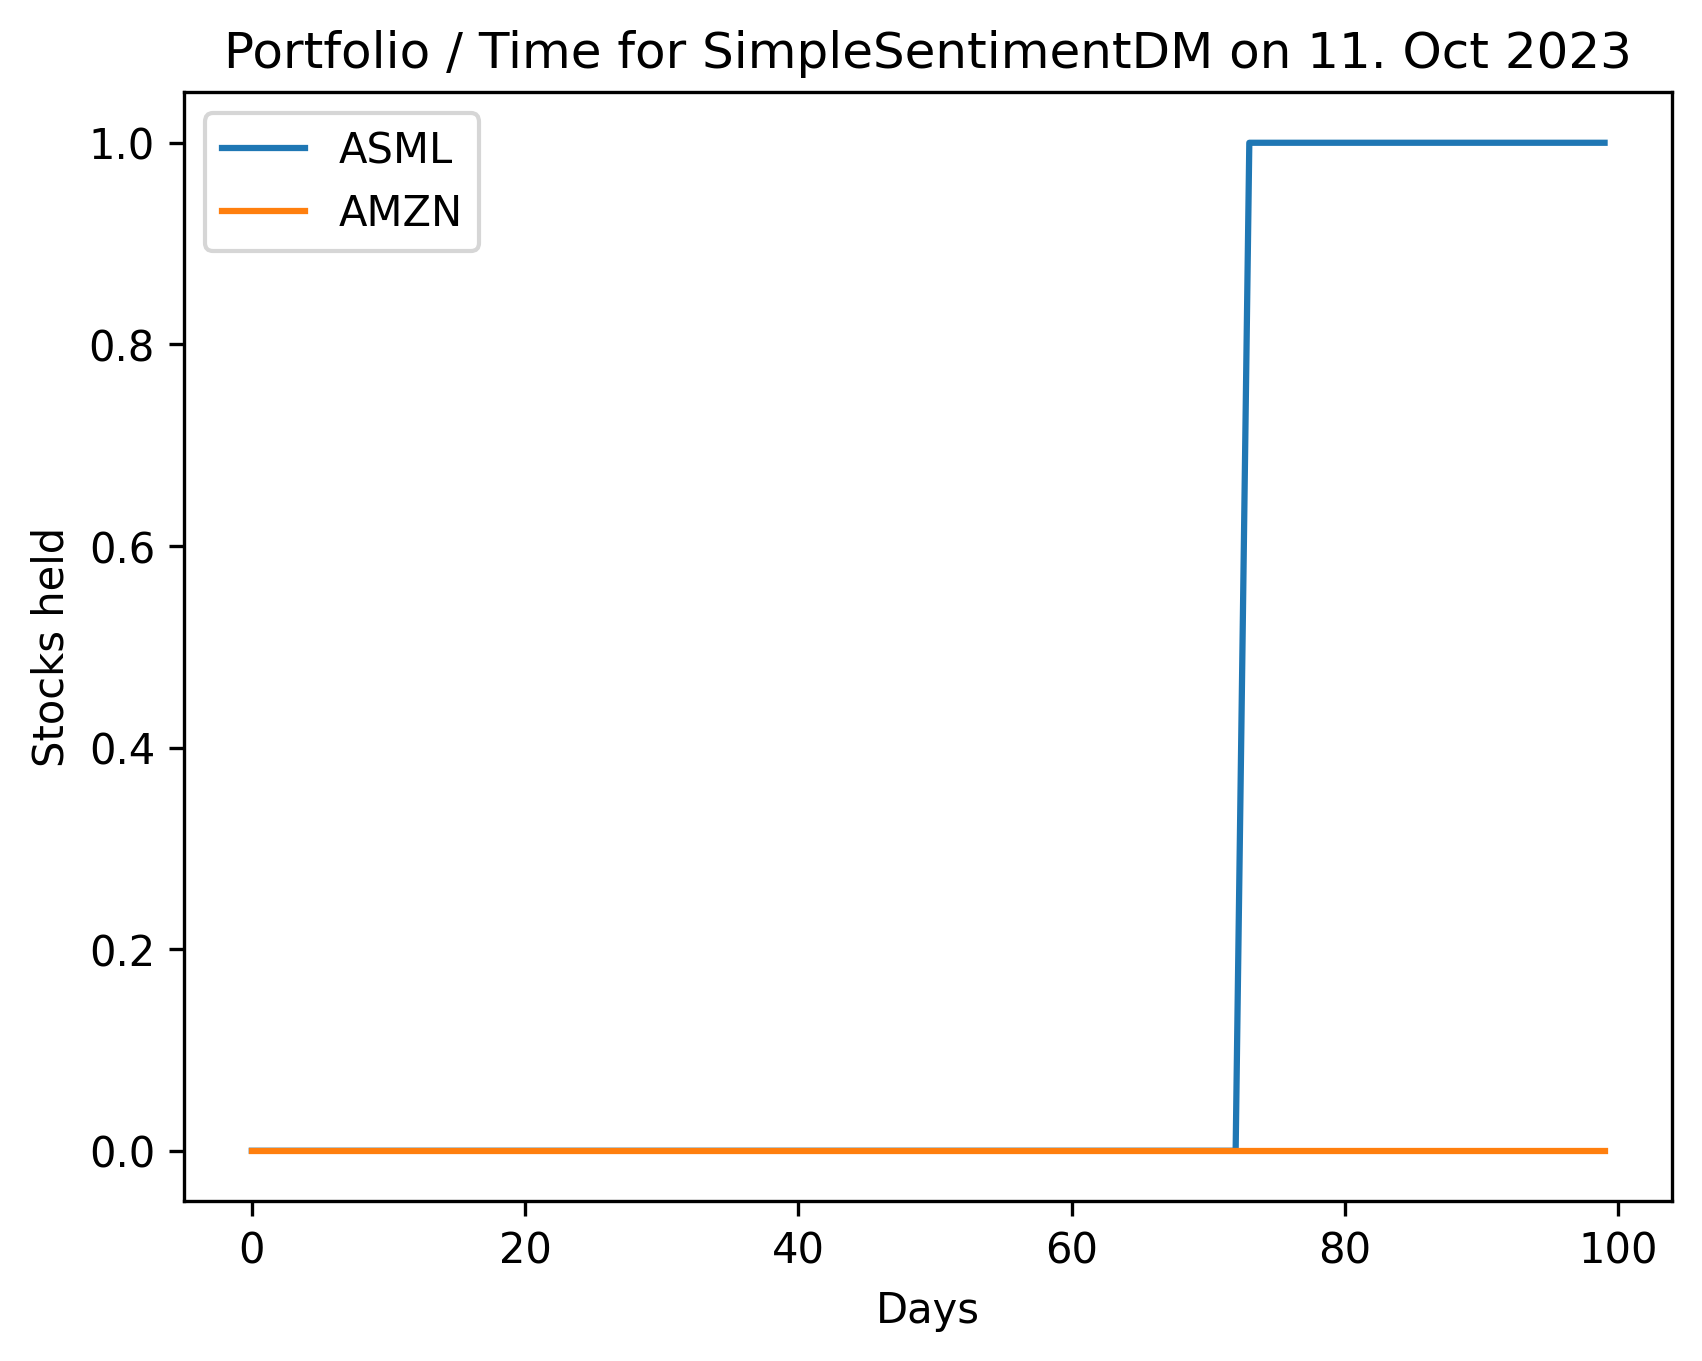 Portfolio / Time for SimpleSentimentDM on 11. Oct 2023
ASML
AMZN
1.0
0.8
0.6
0.4
0.2
0.0
Stocks held
0 20 40 60 80 100
Days